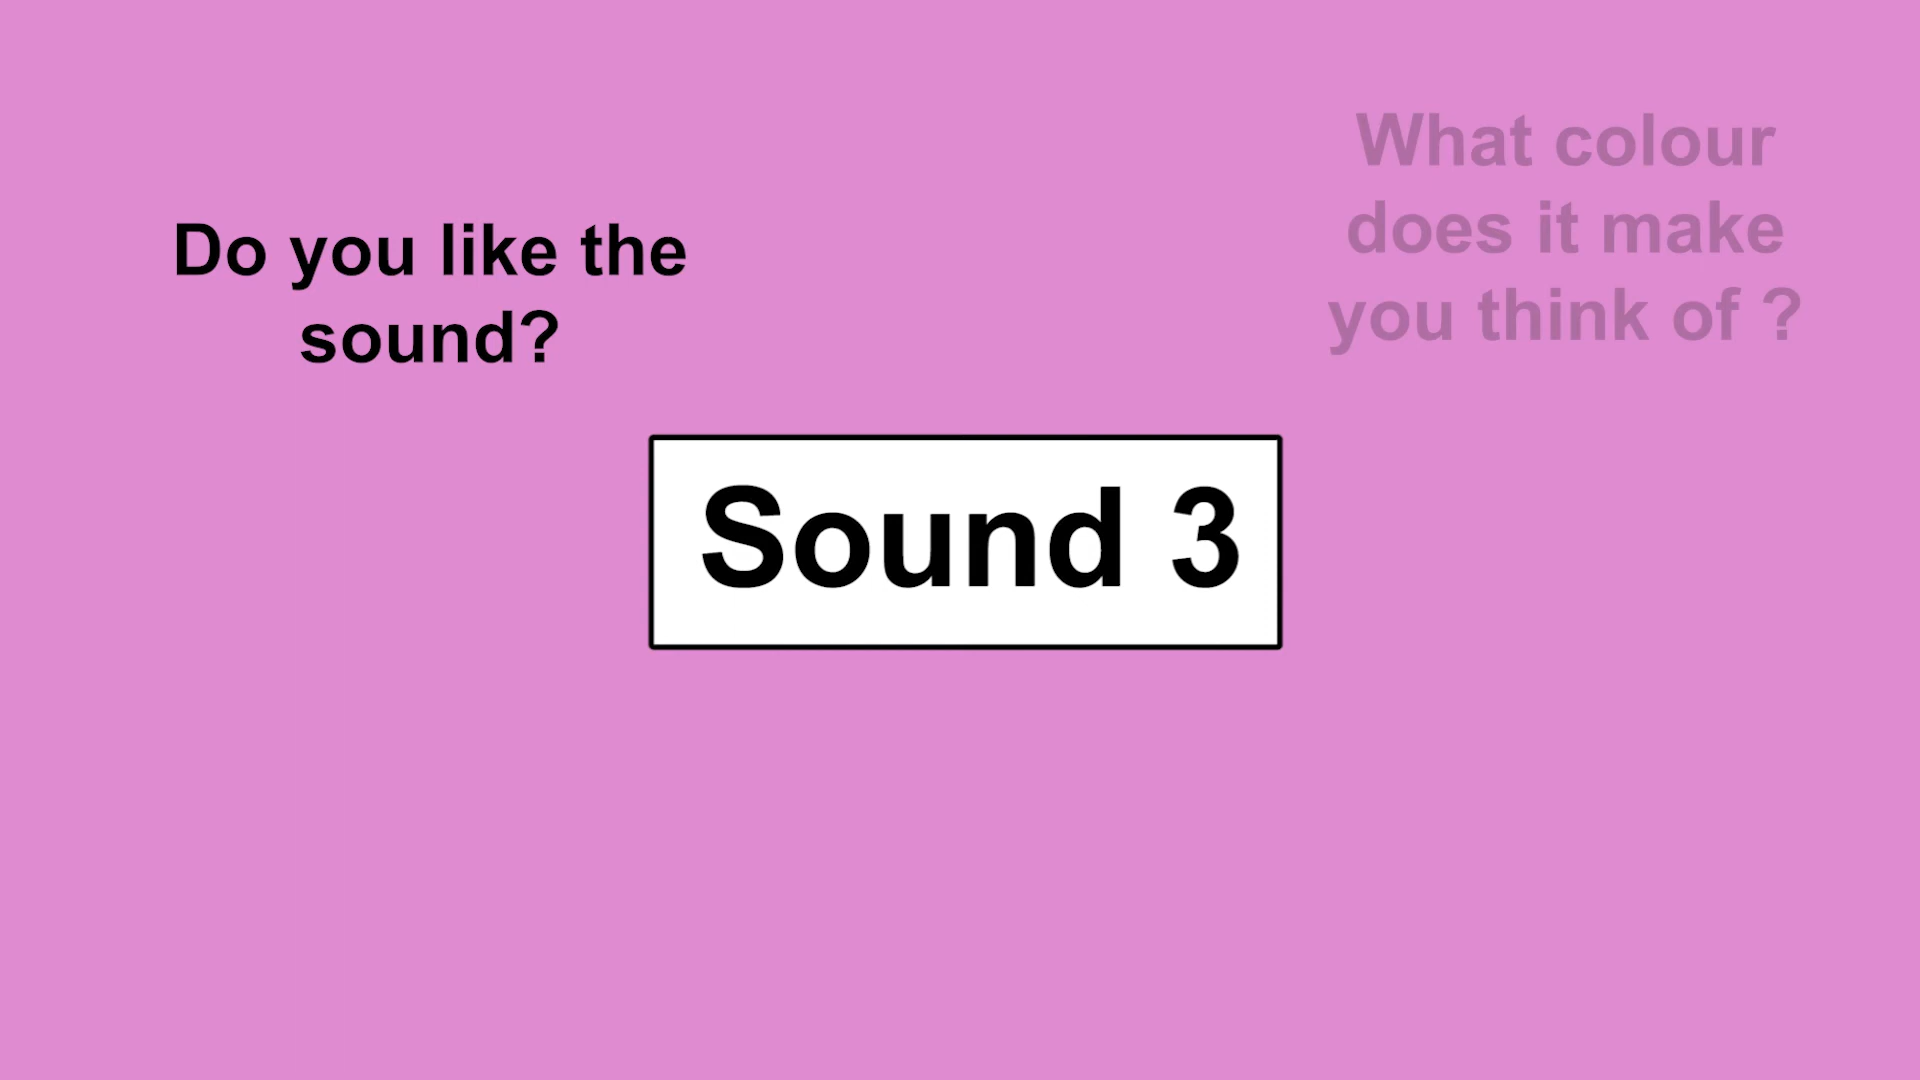 Do you like the
sound?
What colour
does it make
you think of ?
Sound 3